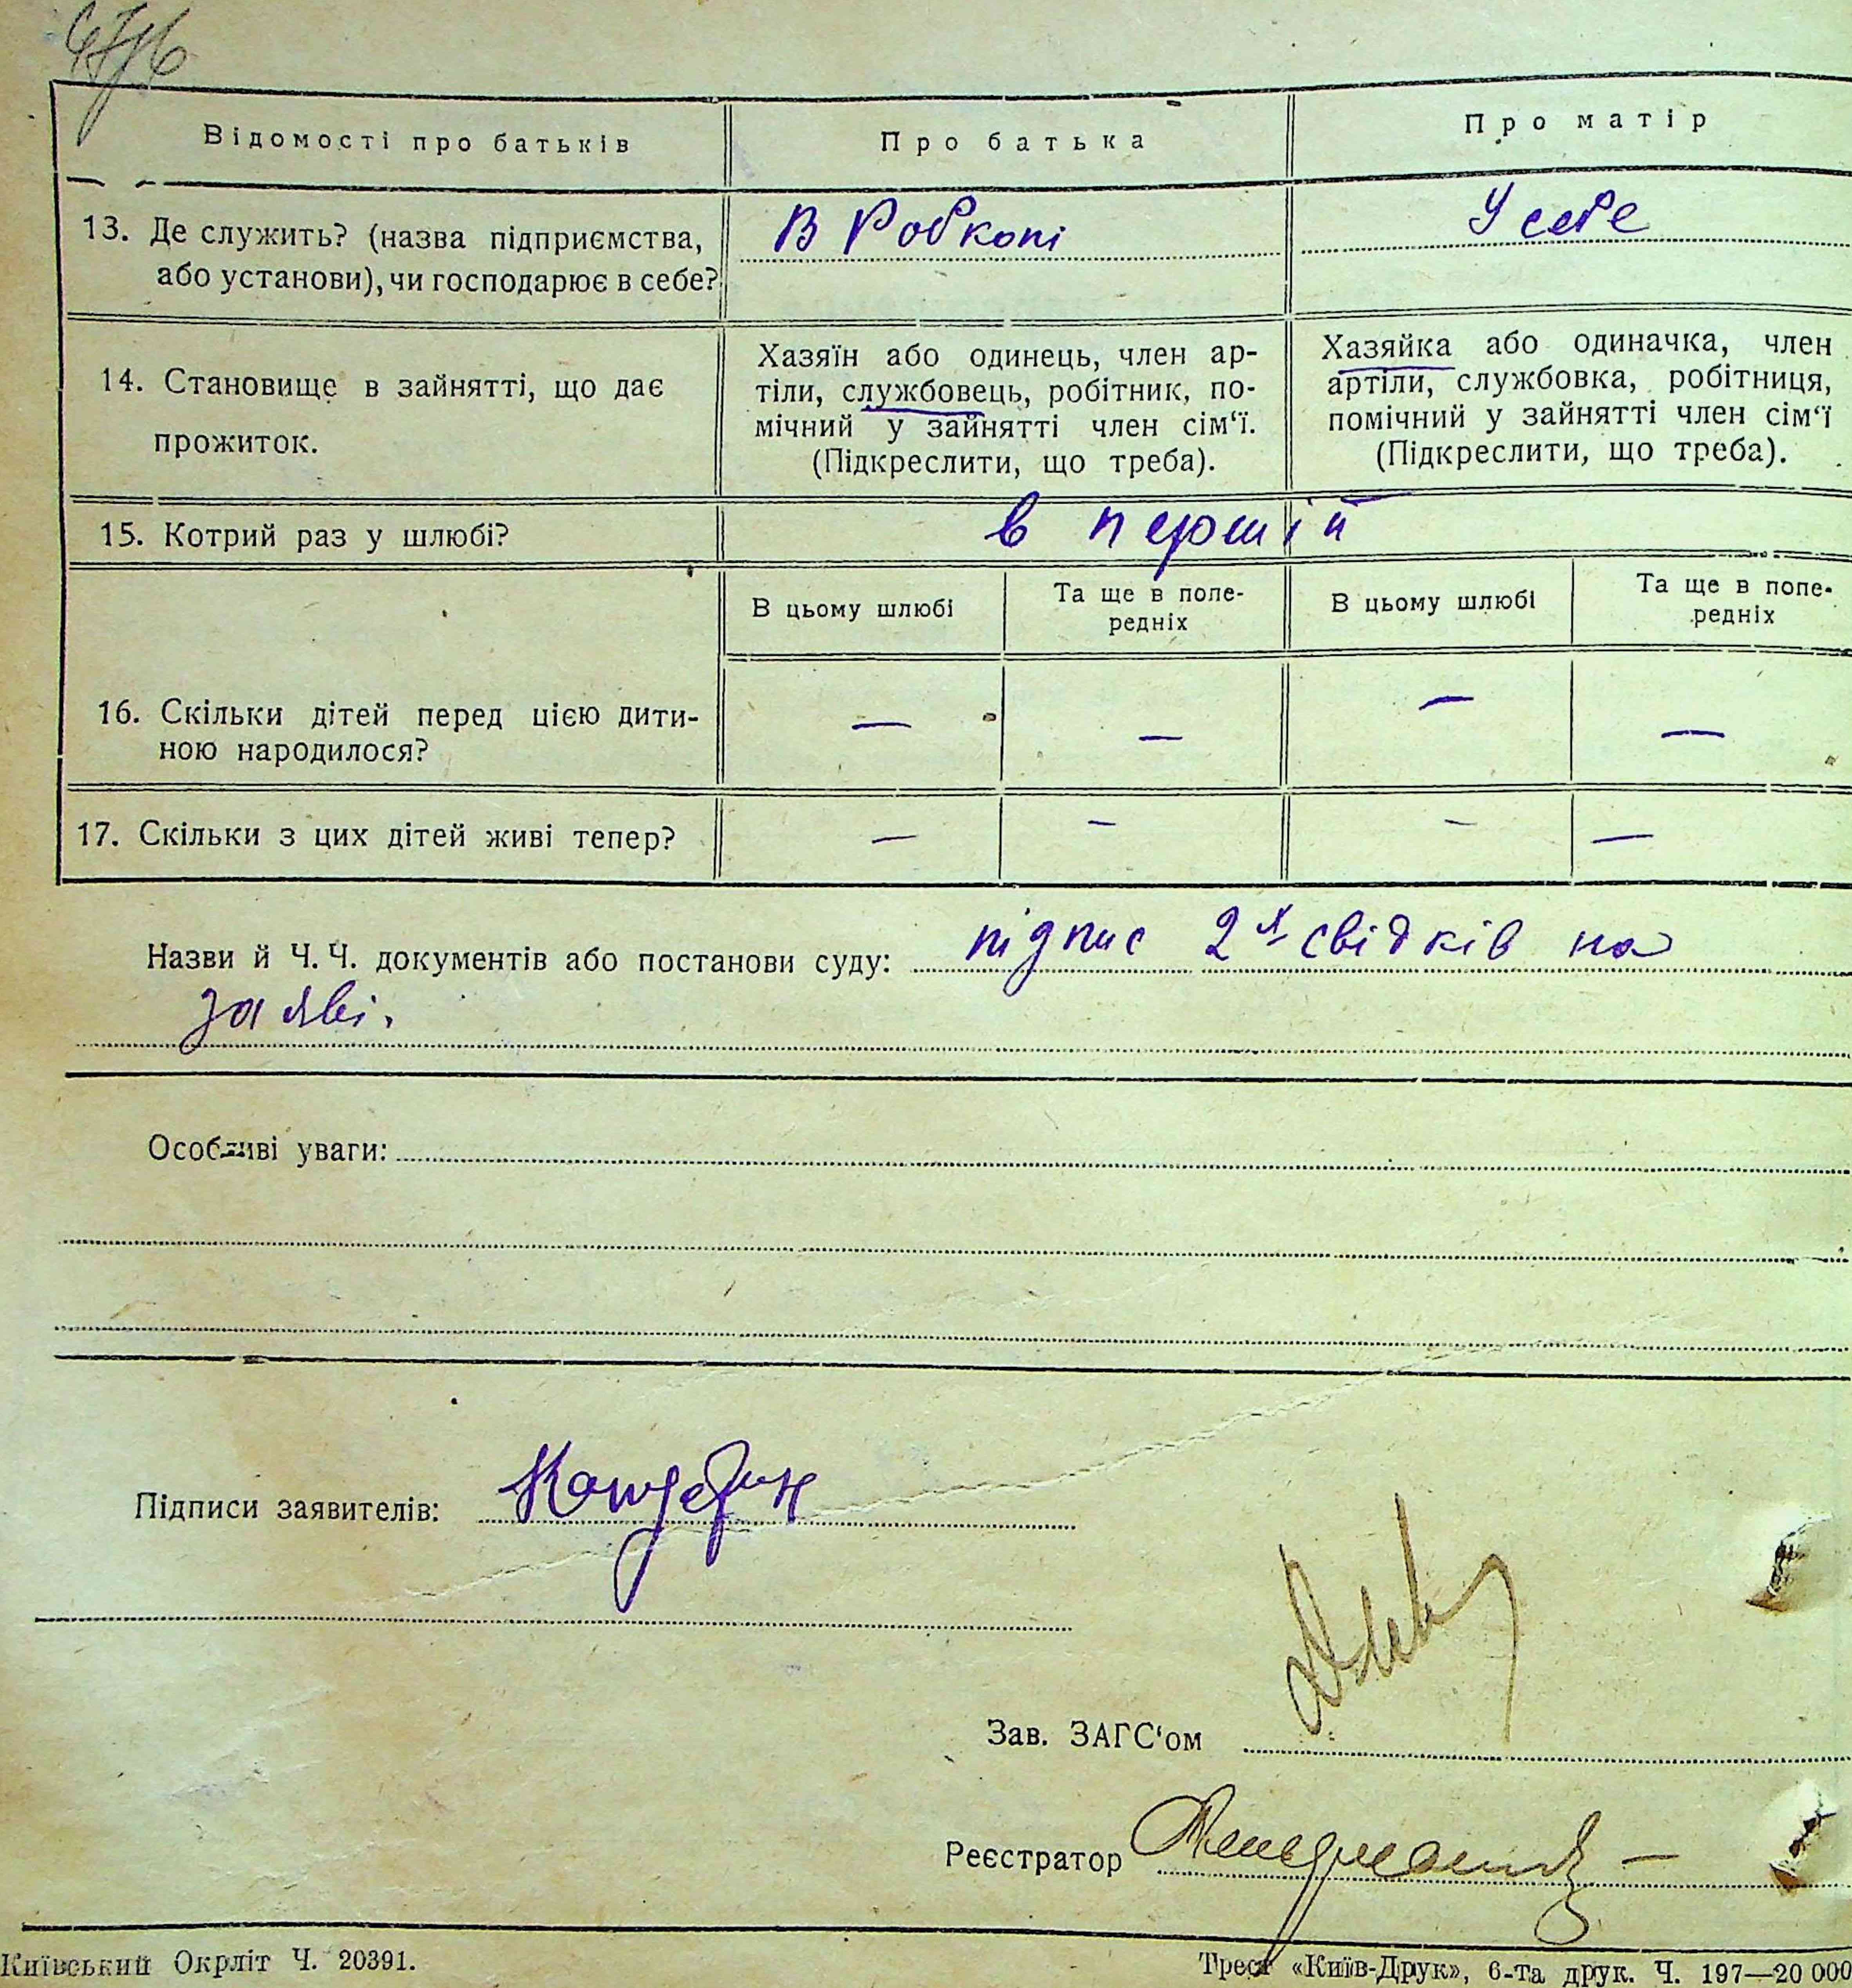 Відомості про батьків
Про батька
Про матір
13. Де служить? (назва підприємства,
або установи), чи господарює в себе?
В Робкопі
У себе
14. Становище в зайнятті, що дає
прожиток.
Хазяїн або одинець, член ар-
тіли, службовець, робітник, по-
мічний у зайнятті член сім‘ї.
(Підкреслити, що треба).
Хазяйка або одиначка, член
артіли, службовка, робітниця,
помічний у зайнятті член сім‘ї
(Підкреслити, що треба).
15. Котрий раз у шлюбі?
в першій
В цьому шлюбі
Та ще в попе-
редніх
В цьому шлюбі
Та ще в попе-
редніх
16. Скільки дітей перед цією дити-
ною народилося?
— — — —
17. Скільки з цих дітей живі тепер?
— — — —
Назви й Ч. Ч. документів або постанови суду: підпис 2х свідків на
заяві.
Особливі уваги:
Підписи заявителів:
Зав. ЗАГС‘ом
Реєстратор
Київський Окрліт Ч. 20391.
Трест «Київ-Друк», 6-та друк. Ч. 197—20 000